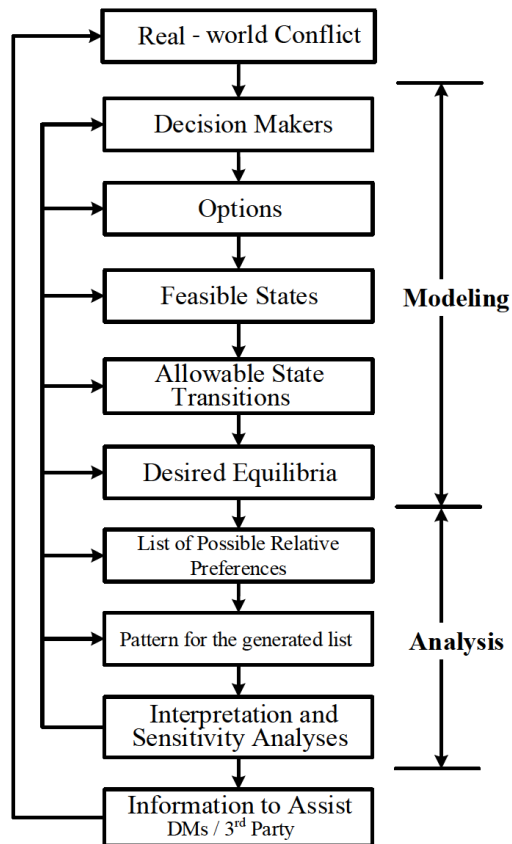 Real - world Conflict
Decision Makers
Options
Feasible States
Modeling
Allowable State
Transitions
Desired Equilibria
List of Possible Relative
Preferences
Pattern for the generated list
Analysis
Interpretation and
Sensitivity Analyses
Information to Assist
DMs / 3rd Party